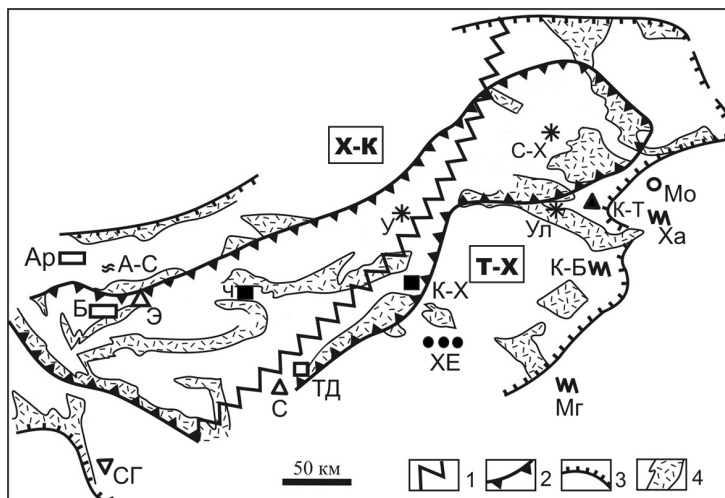 Х-К
С-Х
К-Т
Мо
Ха
У
Ул
Т-Х
К-Б
Ар
А-С
Ч
Б
Э
К-Х
ХЕ
ТД
С
Мг
СГ
50 км
1
2
3
4